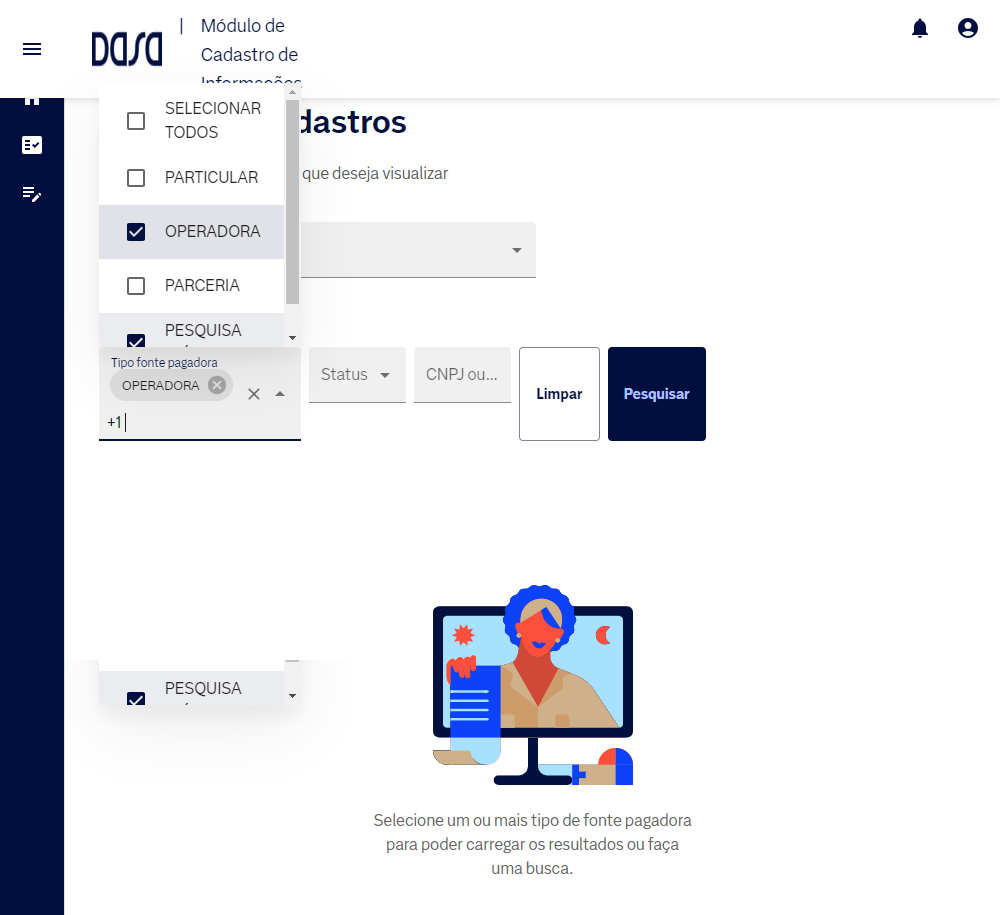 Dasa
|
Módulo de
Cadastro de
Informações
SELECIONAR
TODOS
PARTICULAR
OPERADORA
PARCERIA
PESQUISA
dastros
que deseja visualizar
Tipo fonte pagadora
OPERADORA
+1
Status
CNPJ ou...
Limpar
Pesquisar
PESQUISA
Selecione um ou mais tipo de fonte pagadora
para poder carregar os resultados ou faça
uma busca.